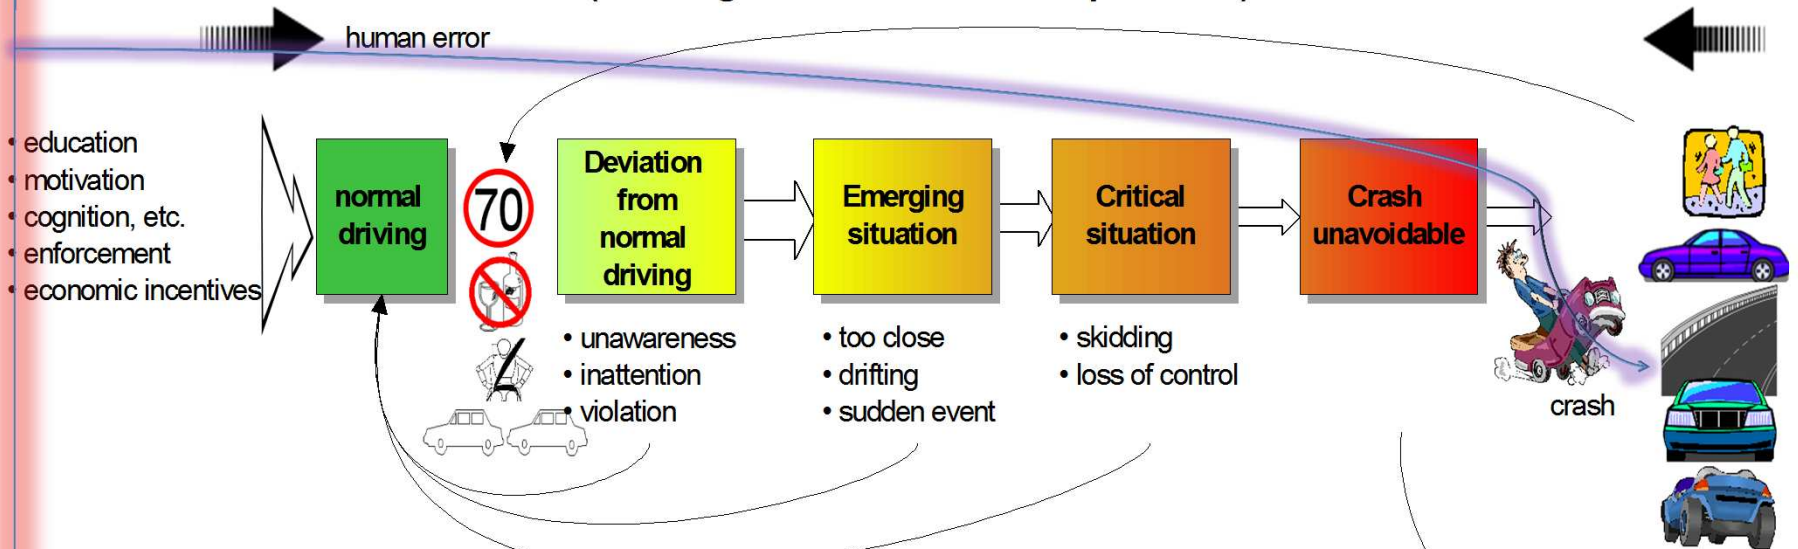 human error
• education
• motivation
• cognition, etc.
• enforcement
• economic incentives
normal
driving
70
Deviation
from
normal
driving
Emerging
situation
Critical
situation
Crash
unavoidable
• unawareness
• inattention
• violation
• too close
• drifting
• sudden event
• skidding
• loss of control
crash